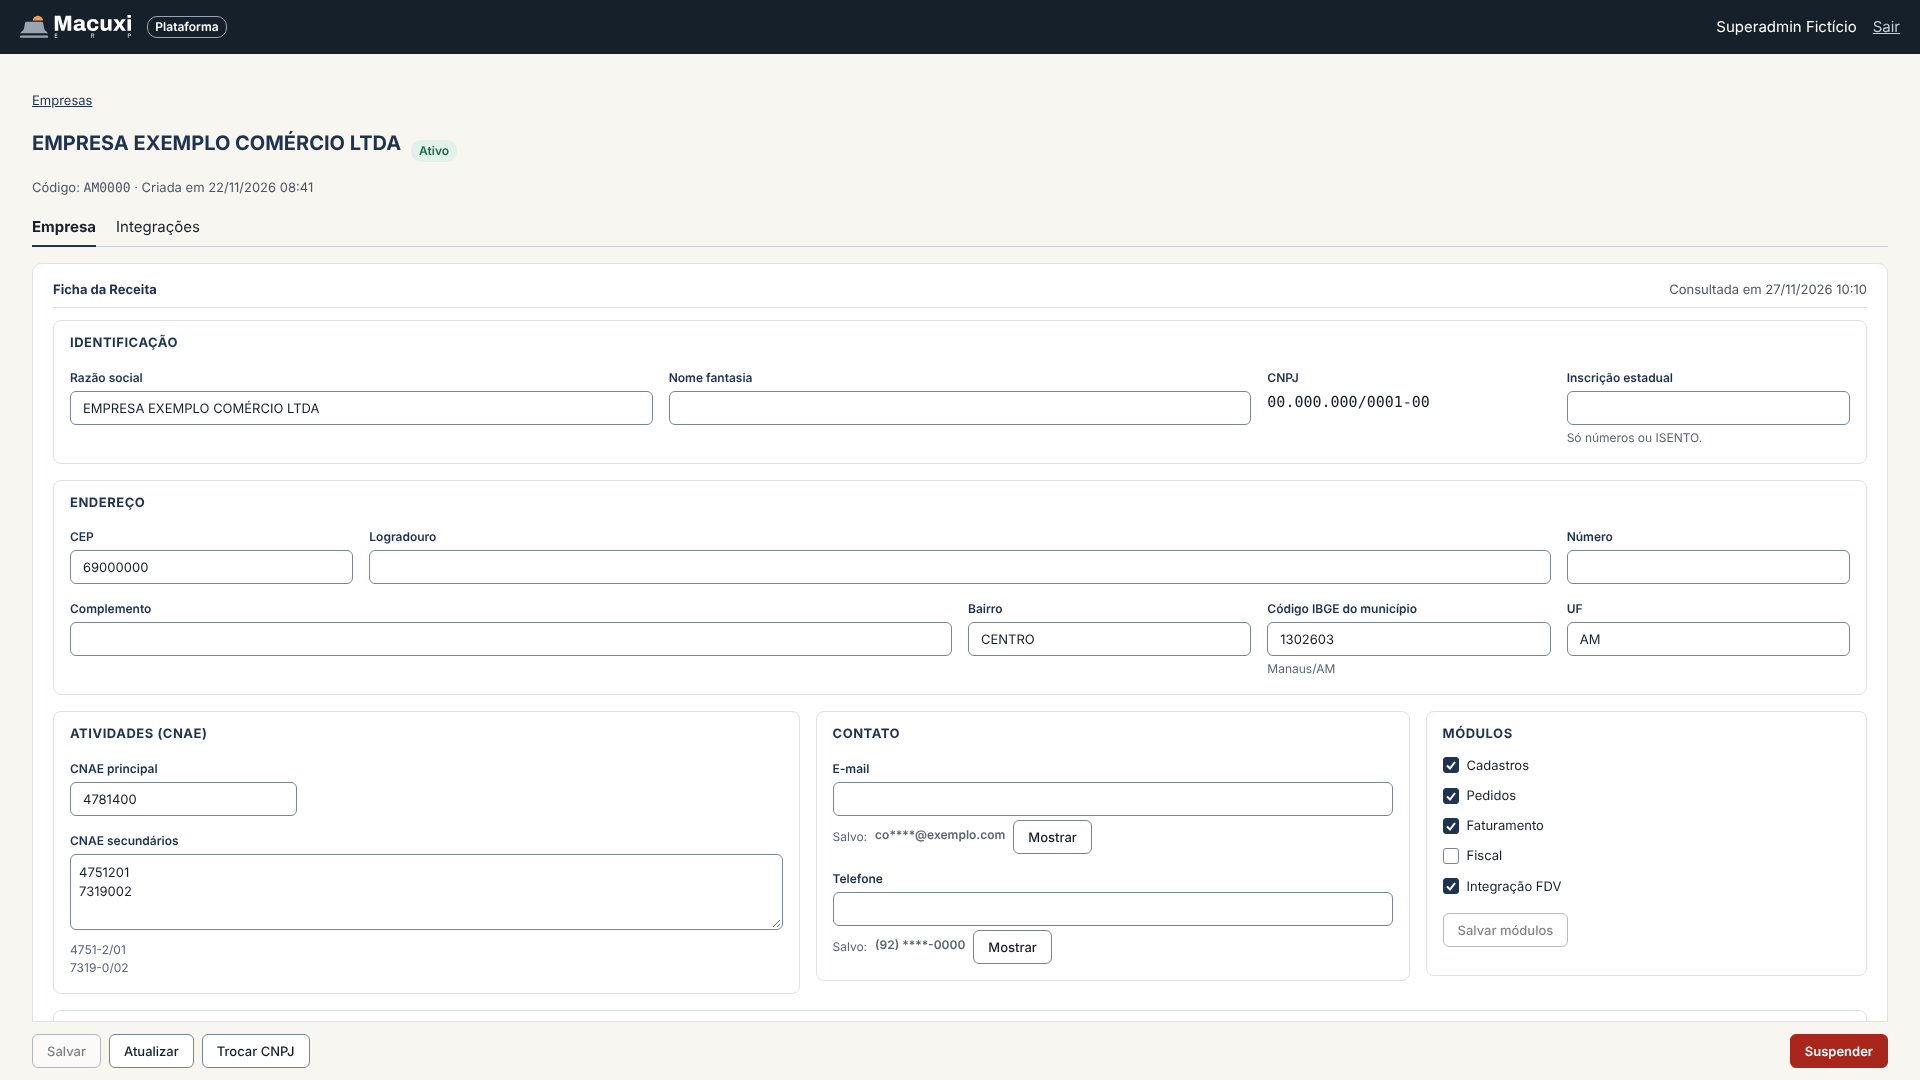 Macuxi
E R P
Plataforma
Superadmin Fictício
Sair
Empresas
EMPRESA EXEMPLO COMÉRCIO LTDA
Ativo
Código: AM0000 · Criada em 22/11/2026 08:41
Empresa
Integrações
Ficha da Receita
Consultada em 27/11/2026 10:10
IDENTIFICAÇÃO
Razão social
Nome fantasia
CNPJ
Inscrição estadual
EMPRESA EXEMPLO COMÉRCIO LTDA
00.000.000/0001-00
Só números ou ISENTO.
ENDEREÇO
CEP
Logradouro
Número
69000000
Complemento
Bairro
Código IBGE do município
UF
CENTRO
1302603
AM
Manaus/AM
ATIVIDADES (CNAE)
CNAE principal
4781400
CNAE secundários
4751201
7319002
4751-2/01
7319-0/02
CONTATO
E-mail
Salvo: co****@exemplo.com
Mostrar
Telefone
Salvo: (92) ****-0000
Mostrar
MÓDULOS
Cadastros
Pedidos
Faturamento
Fiscal
Integração FDV
Salvar módulos
Salvar
Atualizar
Trocar CNPJ
Suspender